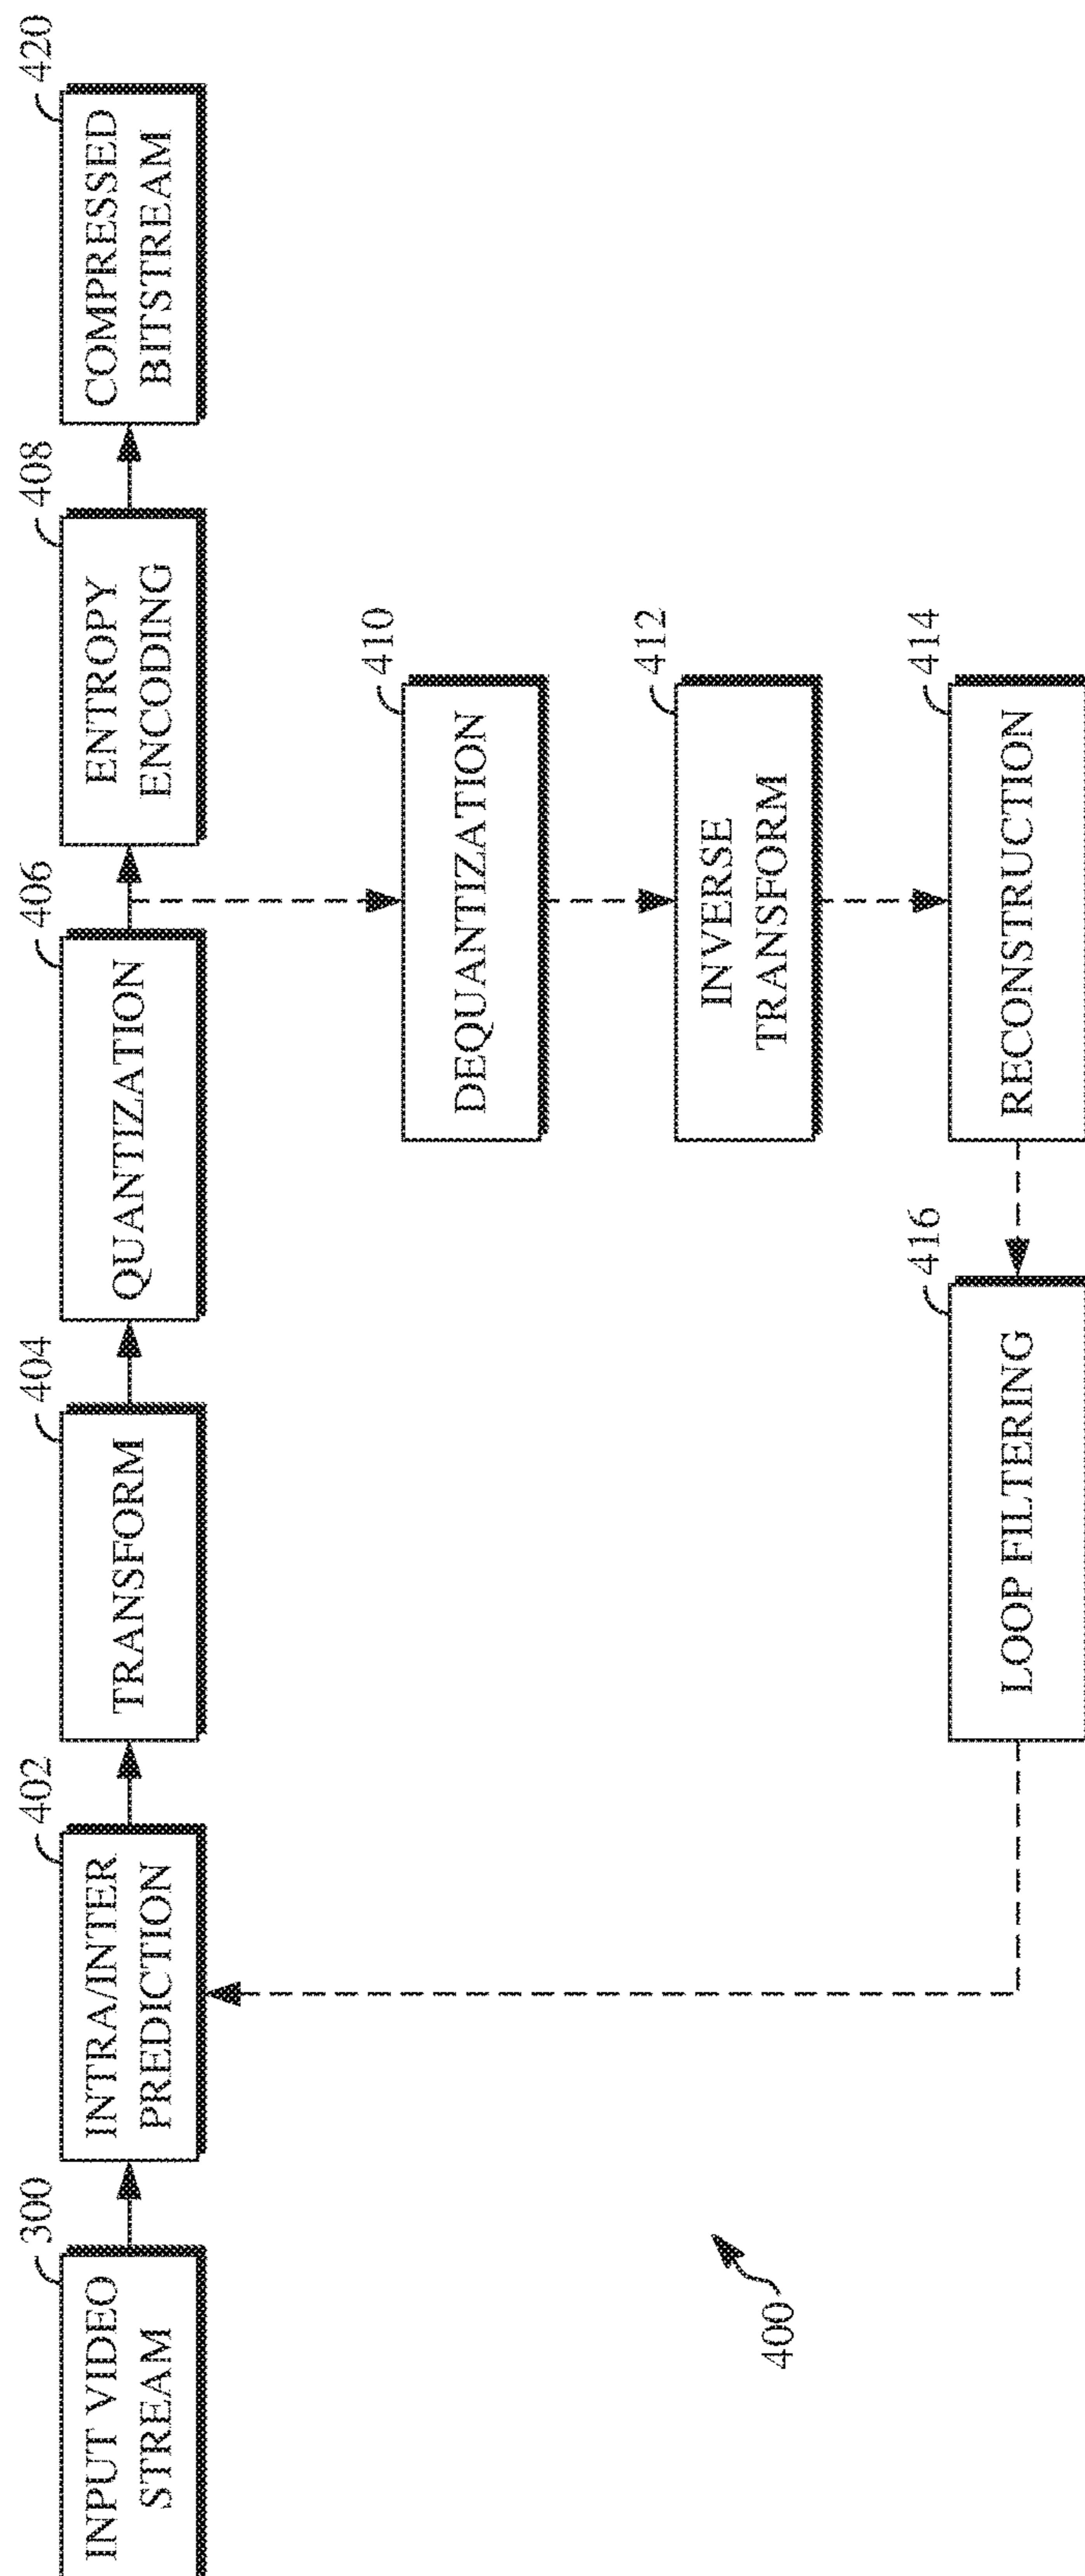 300
INPUT VIDEO
STREAM
402
INTRA/INTER
PREDICTION
404
TRANSFORM
406
QUANTIZATION
408
ENTROPY
ENCODING
420
COMPRESSED
BITSTREAM
410
DEQUANTIZATION
412
INVERSE
TRANSFORM
416
LOOP FILTERING
414
RECONSTRUCTION
400